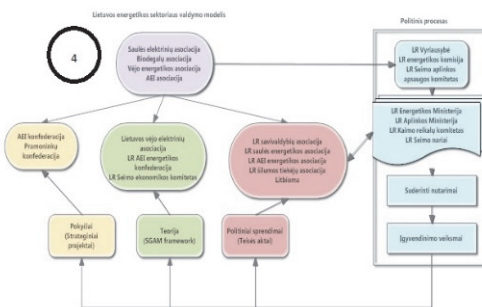 Lietuvos energetikos sektoriaus valdymo modelis
Politinis procesas
4
Saulės elektrinių asociacija
Biodegalų asociacija
Vėjo energetikos asociacija
AEI asociacija
LR Vyriausybė
LR energetikos komisija
LR Seimo aplinkos
apsaugos komitetas
AEI konfederacija
Pramonininkų
konfederacija
Lietuvos vėjo elektrinių
asociacija
LR AEI energetikos
konfederacija
LR Seimo ekonomikos komitetas
LR savivaldybių asociacija
LR saulės energetikos asociacija
LR AEI energetikos asociacija
LR šilumos tiekėjų asociacija
Litbioma
LR Energetikos Ministerija
LR Aplinkos Ministerija
LR Kaimo reikalų komitetas
LR Seimo nariai
Suderinti nutarimai
Pokyčiai
(Strateginiai
projektai)
Teorija
(SGAM framework)
Politiniai sprendimai
(Teisės aktai)
Įgyvendinimo veiksmai